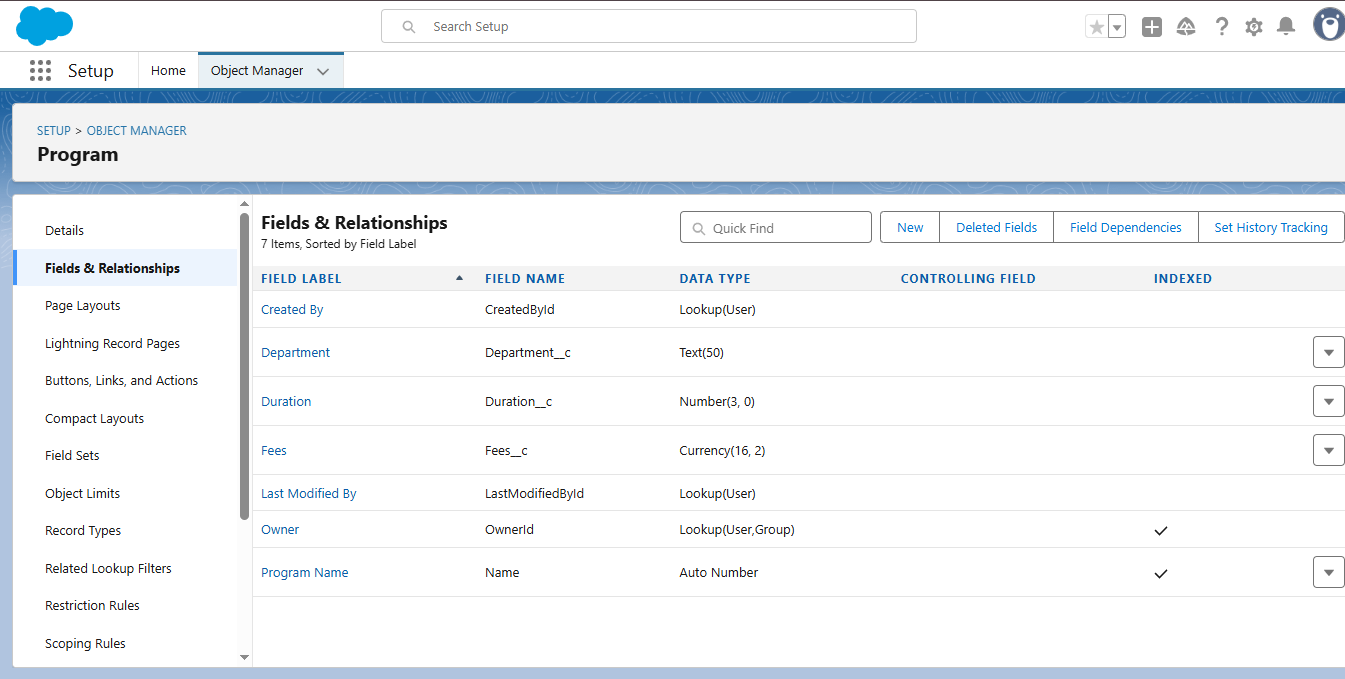 Search Setup
Setup
Home
Object Manager
SETUP > OBJECT MANAGER
Program
Details
Fields & Relationships
Page Layouts
Lightning Record Pages
Buttons, Links, and Actions
Compact Layouts
Field Sets
Object Limits
Record Types
Related Lookup Filters
Restriction Rules
Scoping Rules
Fields & Relationships
7 Items, Sorted by Field Label
Quick Find
New
Deleted Fields
Field Dependencies
Set History Tracking
FIELD LABEL FIELD NAME DATA TYPE CONTROLLING FIELD INDEXED
Created By CreatedById Lookup(User)
Department Department__c Text(50)
Duration Duration__c Number(3, 0)
Fees Fees__c Currency(16, 2)
Last Modified By LastModifiedById Lookup(User)
Owner OwnerId Lookup(User,Group)
Program Name Name Auto Number